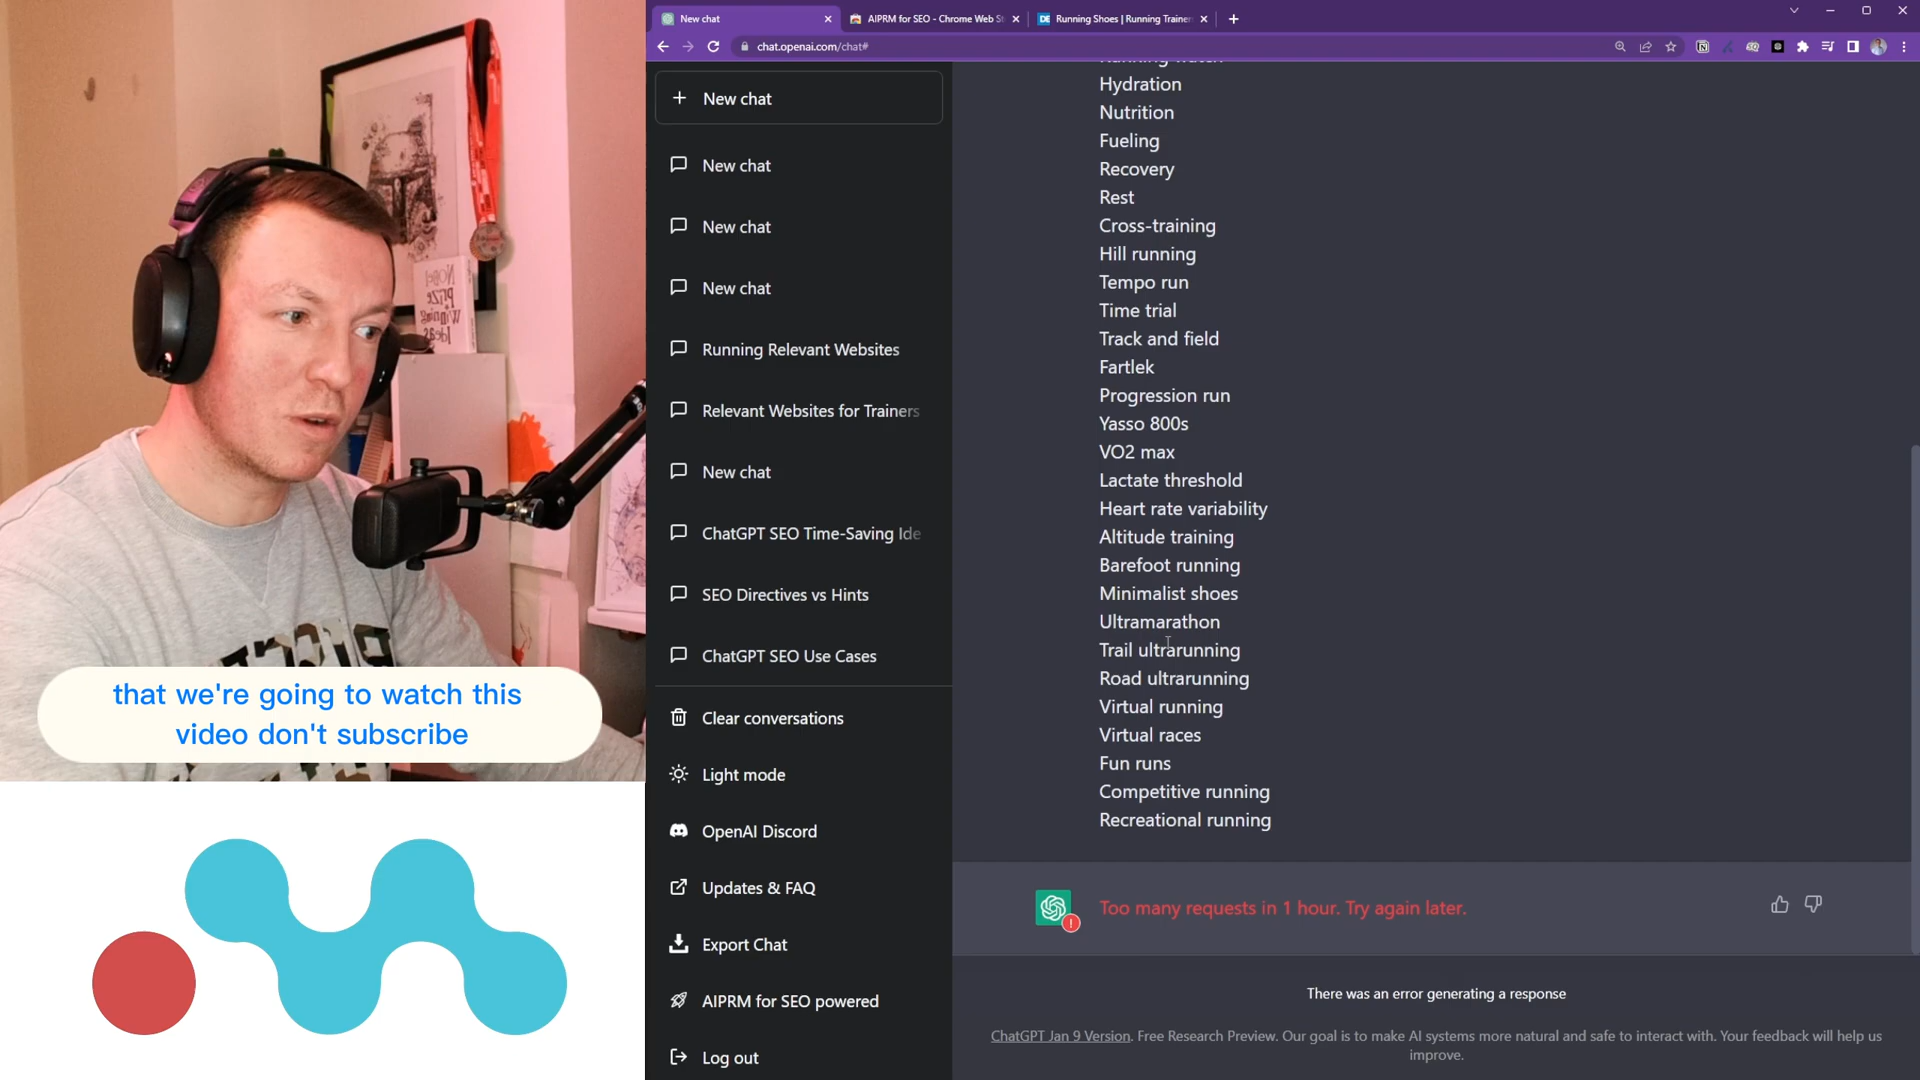 New chat
AIPRM for SEO - Chrome Web S
Running Shoes | Running Trainer
chat.openai.com/chat#
New chat
New chat
New chat
New chat
Running Relevant Websites
Relevant Websites for Trainers
New chat
ChatGPT SEO Time-Saving Ide
SEO Directives vs Hints
ChatGPT SEO Use Cases
Clear conversations
Light mode
OpenAI Discord
Updates & FAQ
Export Chat
AIPRM for SEO powered
Log out
Running watch
Hydration
Nutrition
Fueling
Recovery
Rest
Cross-training
Hill running
Tempo run
Time trial
Track and field
Fartlek
Progression run
Yasso 800s
VO2 max
Lactate threshold
Heart rate variability
Altitude training
Barefoot running
Minimalist shoes
Ultramarathon
Trail ultrarunning
Road ultrarunning
Virtual running
Virtual races
Fun runs
Competitive running
Recreational running
Too many requests in 1 hour. Try again later.
There was an error generating a response
ChatGPT Jan 9 Version. Free Research Preview. Our goal is to make AI systems more natural and safe to interact with. Your feedback will help us
improve.
Nobel
Prize
Winning
Ideas
that we're going to watch this
video don't subscribe